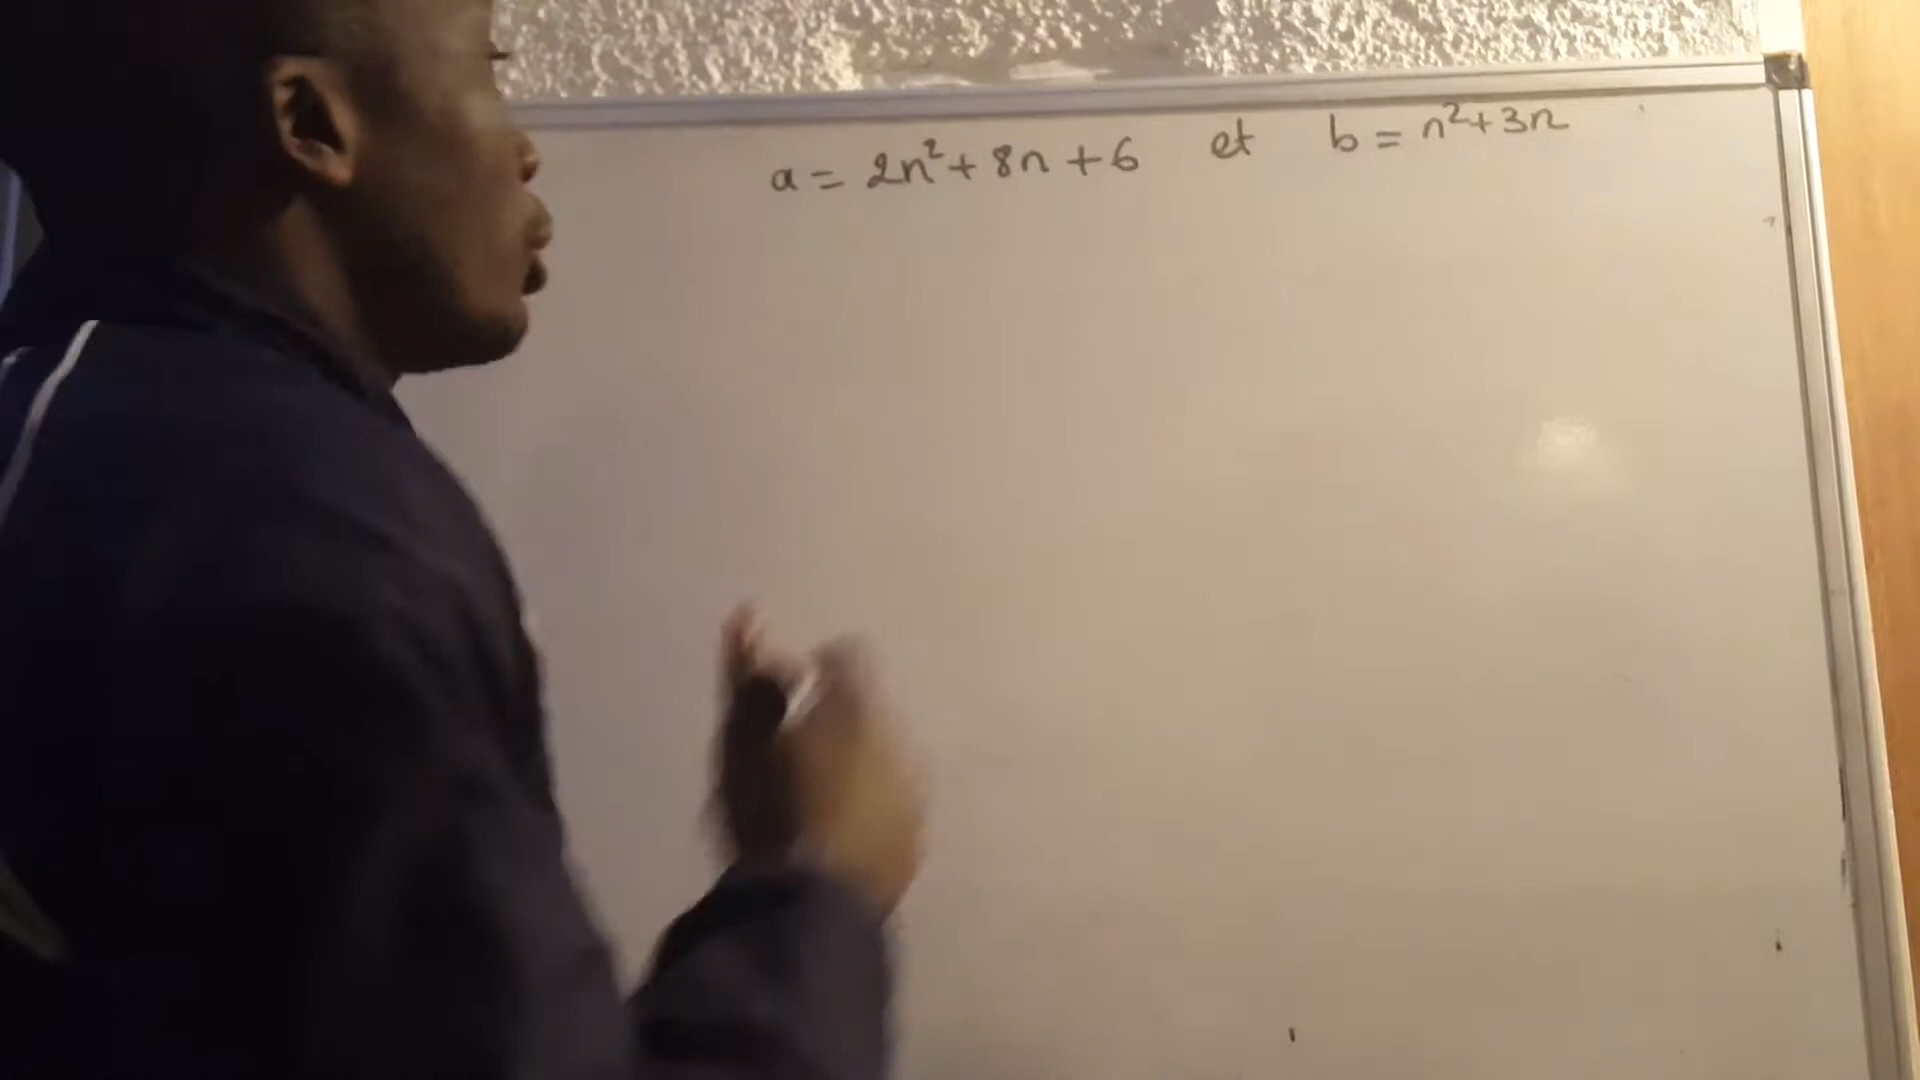 a = 2n² + 8n + 6 et b = n² + 3n